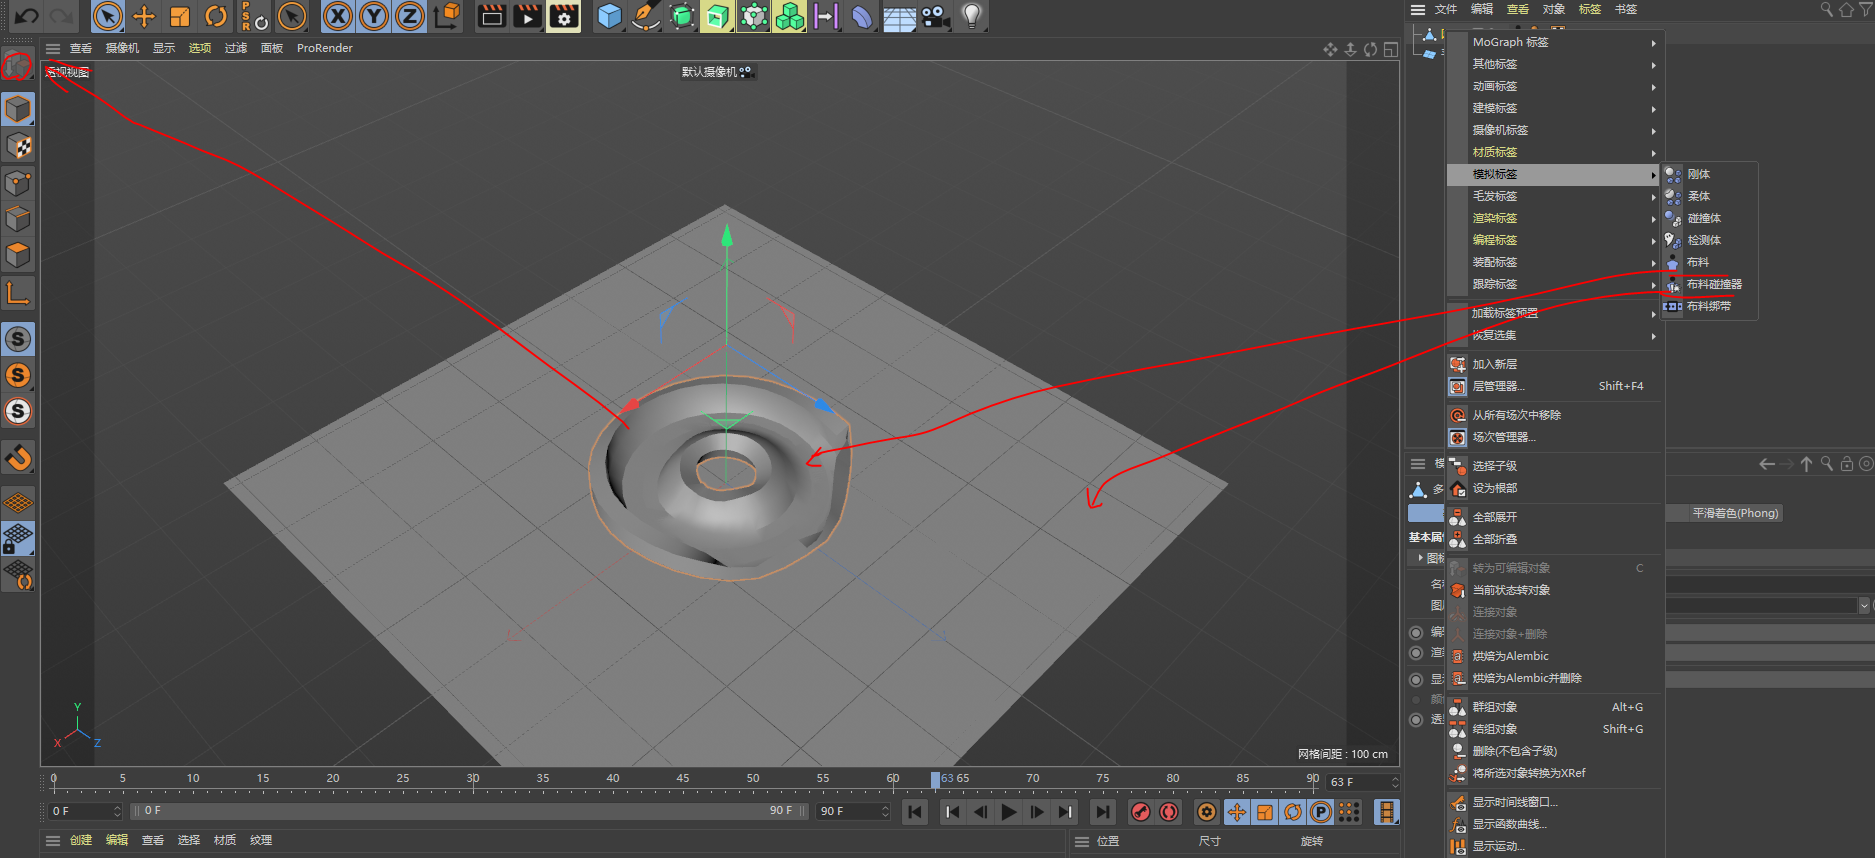 文件 编辑 查看 对象 标签 书签
查看 摄像机 显示 选项 过滤 面板 ProRender
透视视图
默认摄像机
MoGraph 标签
其他标签
动画标签
建模标签
摄像机标签
材质标签
模拟标签
毛发标签
渲染标签
编程标签
装配标签
跟踪标签
刚体
柔体
碰撞体
检测体
布料
布料碰撞器
布料绑带
加载标签预置
恢复选集
加入新层
层管理器... Shift+F4
从所有场次中移除
场次管理器...
选择子级
设为根部
全部展开
全部折叠
转为可编辑对象 C
当前状态转对象
连接对象
连接对象+删除
烘焙为Alembic
烘焙为Alembic并删除
群组对象 Alt+G
结组对象 Shift+G
删除(不包含子级)
将所选对象转换为XRef
显示时间线窗口...
显示函数曲线...
显示运动...
平滑着色(Phong)
基本属
P
S
R
X Y Z
S
S
S
Y
X Z
网格间距 : 100 cm
0 5 10 15 20 25 30 35 40 45 50 55 60 63 65 70 75 80 85 90
63 F
0 F 0 F 90 F 90 F
P
创建 编辑 查看 选择 材质 纹理
位置 尺寸 旋转